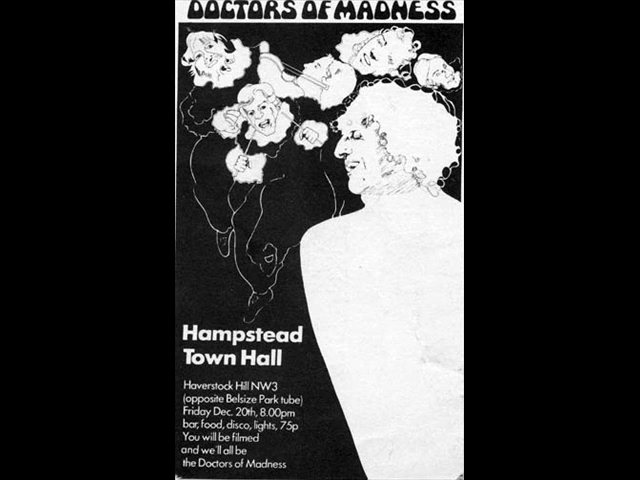 DOCTORS OF MADNESS
Hampstead
Town Hall
Haverstock Hill NW3
(opposite Belsize Park tube)
Friday Dec. 20th, 8.00pm
bar, food, disco, lights, 75p
You will be filmed
and we'll all be
the Doctors of Madness